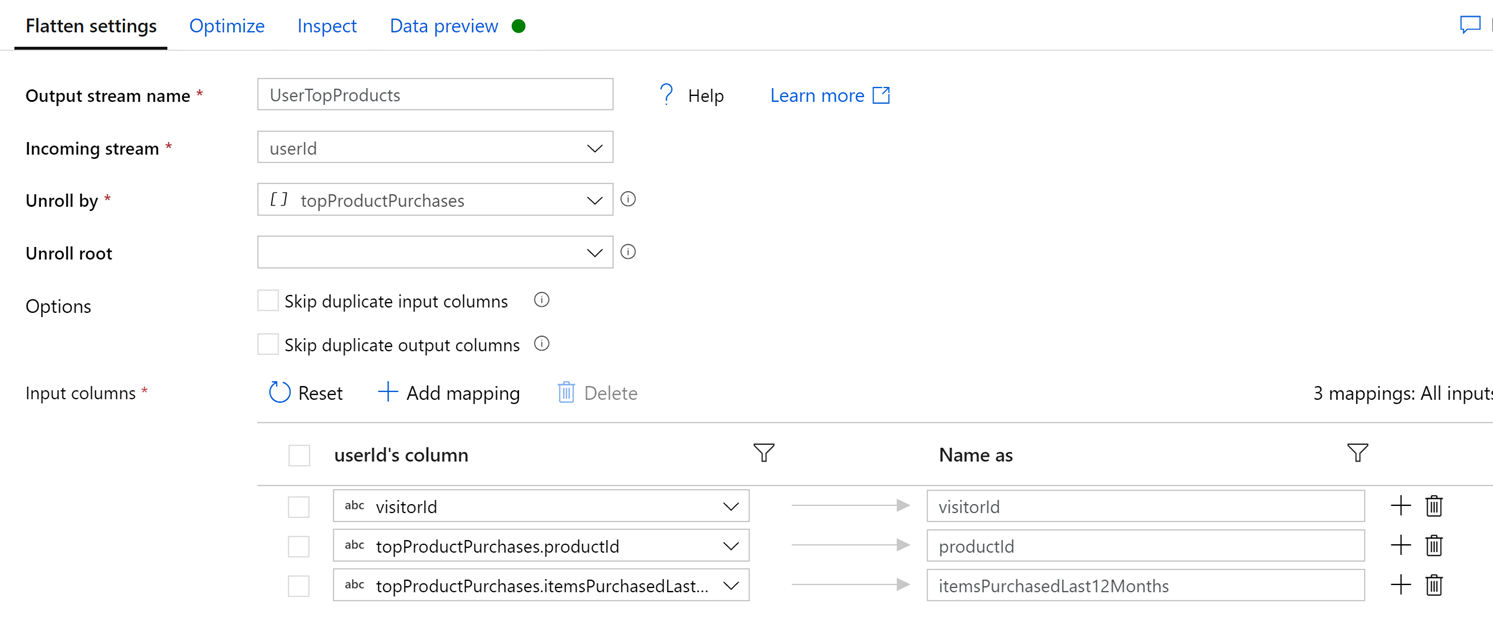 Flatten settings Optimize Inspect Data preview
Output stream name * UserTopProducts ? Help Learn more
Incoming stream * userId
Unroll by * [] topProductPurchases
Unroll root
Options Skip duplicate input columns
Skip duplicate output columns
Input columns * Reset + Add mapping Delete 3 mappings: All inputs
userId's column Name as
abc visitorId visitorId
abc topProductPurchases.productId productId
abc topProductPurchases.itemsPurchasedLast... itemsPurchasedLast12Months